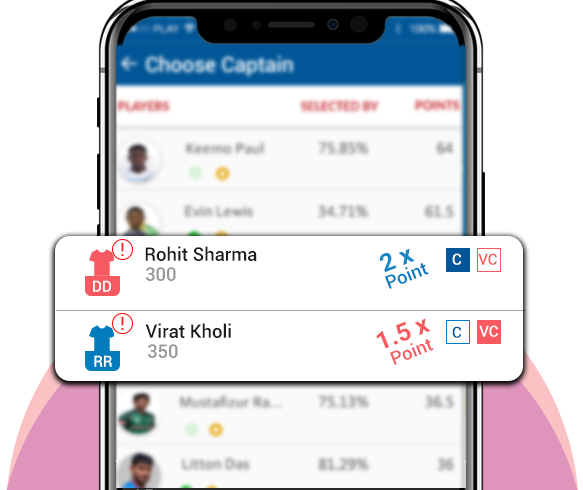 PLAY 100%
← Choose Captain
PLAYERS SELECTED BY POINTS
Keemo Paul 75.85% 64
Evin Lewis 34.71% 61.5
! Rohit Sharma 2 x C VC
DD 300 Point
! Virat Kholi 1.5 x C VC
RR 350 Point
Mustafizur Ra... 75.13% 36.5
Litton Das 81.29% 36